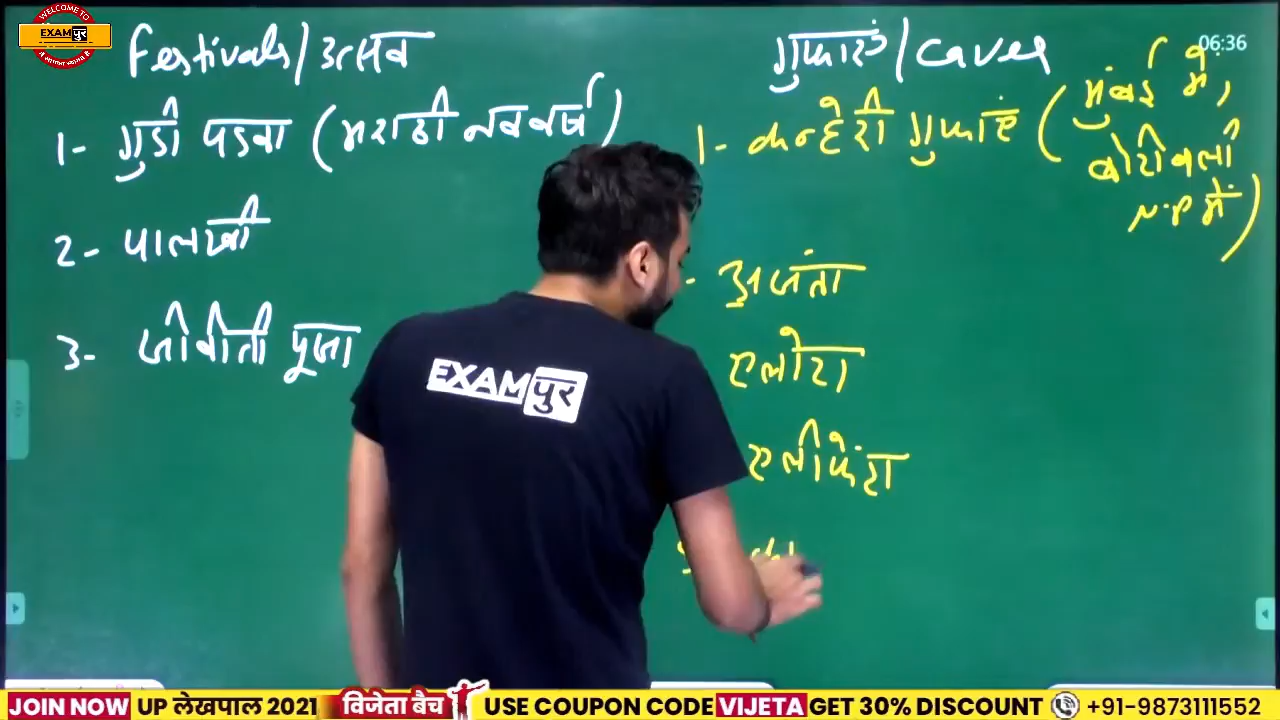 WELCOME TO
EXAMपुर
06:36
Festivals/उत्सव
1- गुडी पडवा (मराठी नववर्ष)
2- पालखी
3- जीवीती पूजा
गुफाएं/Caves
1- कन्हेरी गुफाएं (मुंबई में,
बोरीवली
N.P में)
- अजंता
एलोरा
एलीफेंटा
EXAMपुर
JOIN NOW UP लेखपाल 2021 विजेता बैच USE COUPON CODE VIJETA GET 30% DISCOUNT +91-9873111552